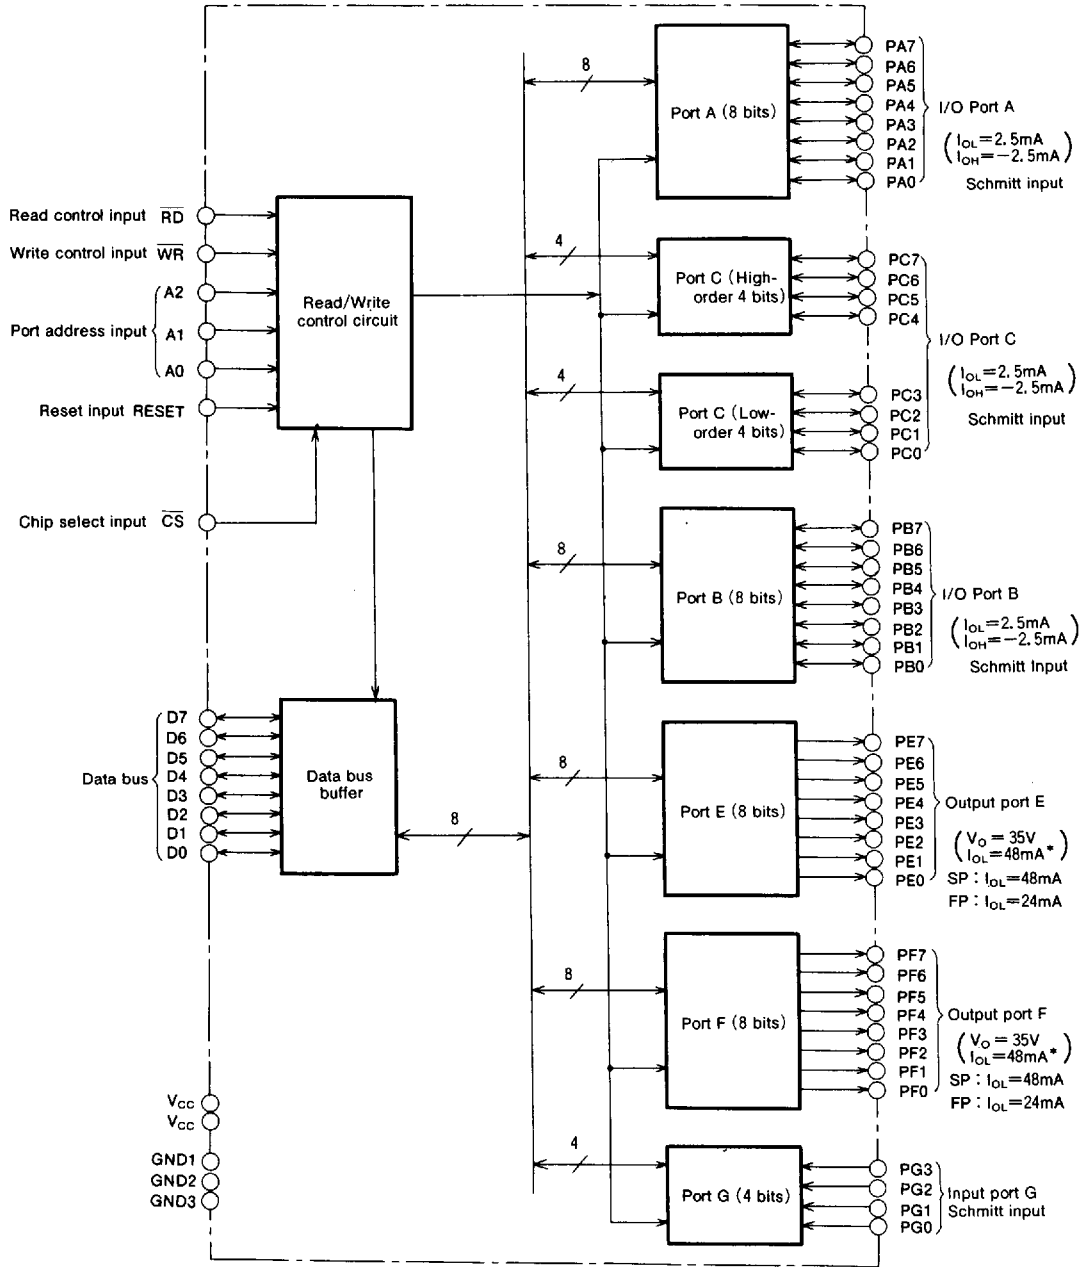 Read control input RD
Write control input WR
A2
Port address input A1
A0
Reset input RESET
Read/Write
control circuit
Chip select input CS
D7
D6
D5
Data bus D4
D3
D2
D1
D0
Data bus
buffer
8
VCC
VCC
GND1
GND2
GND3
8
Port A (8 bits)
PA7
PA6
PA5
PA4
PA3
PA2
PA1
PA0
I/O Port A
(IOL=2.5mA
IOH=−2.5mA)
Schmitt input
4
Port C (High-
order 4 bits)
PC7
PC6
PC5
PC4
4
Port C (Low-
order 4 bits)
PC3
PC2
PC1
PC0
I/O Port C
(IOL=2.5mA
IOH=−2.5mA)
Schmitt input
8
Port B (8 bits)
PB7
PB6
PB5
PB4
PB3
PB2
PB1
PB0
I/O Port B
(IOL=2.5mA
IOH=−2.5mA)
Schmitt Input
8
Port E (8 bits)
PE7
PE6
PE5
PE4
PE3
PE2
PE1
PE0
Output port E
(VO=35V
IOL=48mA*)
SP : IOL=48mA
FP : IOL=24mA
8
Port F (8 bits)
PF7
PF6
PF5
PF4
PF3
PF2
PF1
PF0
Output port F
(VO=35V
IOL=48mA*)
SP : IOL=48mA
FP : IOL=24mA
4
Port G (4 bits)
PG3
PG2
PG1
PG0
Input port G
Schmitt input